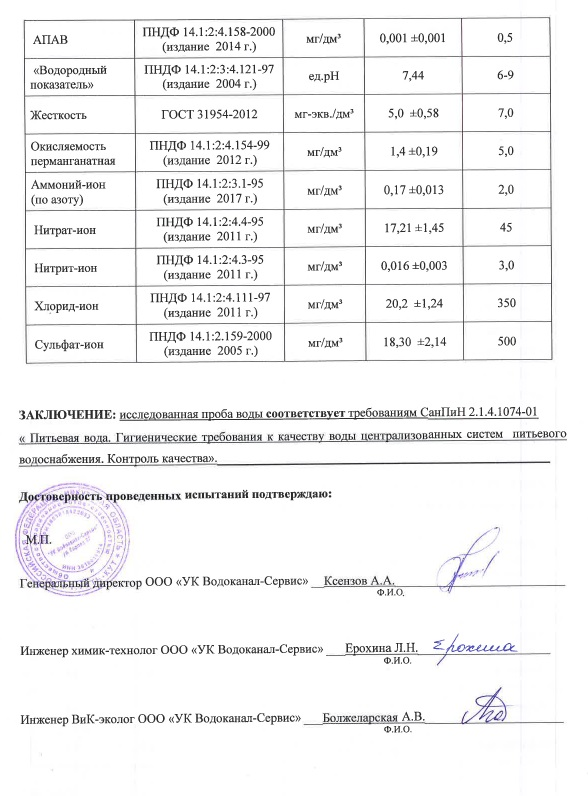 АПАВ ПНДФ 14.1:2:4.158-2000 (издание 2014 г.) мг/дм³ 0,001 ±0,001 0,5
«Водородный показатель» ПНДФ 14.1:2:3:4.121-97 (издание 2004 г.) ед.pH 7,44 6-9
Жесткость ГОСТ 31954-2012 мг-экв./дм³ 5,0 ±0,58 7,0
Окисляемость перманганатная ПНДФ 14.1:2:4.154-99 (издание 2012 г.) мг/дм³ 1,4 ±0,19 5,0
Аммоний-ион (по азоту) ПНДФ 14.1:2:3.1-95 (издание 2017 г.) мг/дм³ 0,17 ±0,013 2,0
Нитрат-ион ПНДФ 14.1:2:4.4-95 (издание 2011 г.) мг/дм³ 17,21 ±1,45 45
Нитрит-ион ПНДФ 14.1:2:4.3-95 (издание 2011 г.) мг/дм³ 0,016 ±0,003 3,0
Хлорид-ион ПНДФ 14.1:2:4.111-97 (издание 2011 г.) мг/дм³ 20,2 ±1,24 350
Сульфат-ион ПНДФ 14.1:2.159-2000 (издание 2005 г.) мг/дм³ 18,30 ±2,14 500
ЗАКЛЮЧЕНИЕ: исследованная проба воды соответствует требованиям СанПиН 2.1.4.1074-01
« Питьевая вода. Гигиенические требования к качеству воды централизованных систем питьевого
водоснабжения. Контроль качества».
Достоверность проведенных испытаний подтверждаю:
М.П.
Генеральный директор ООО «УК Водоканал-Сервис» Ксензов А.А.
Ф.И.О.
Инженер химик-технолог ООО «УК Водоканал-Сервис» Ерохина Л.Н. Ерохина
Ф.И.О.
Инженер ВиК-эколог ООО «УК Водоканал-Сервис» Болжеларская А.В.
Ф.И.О.